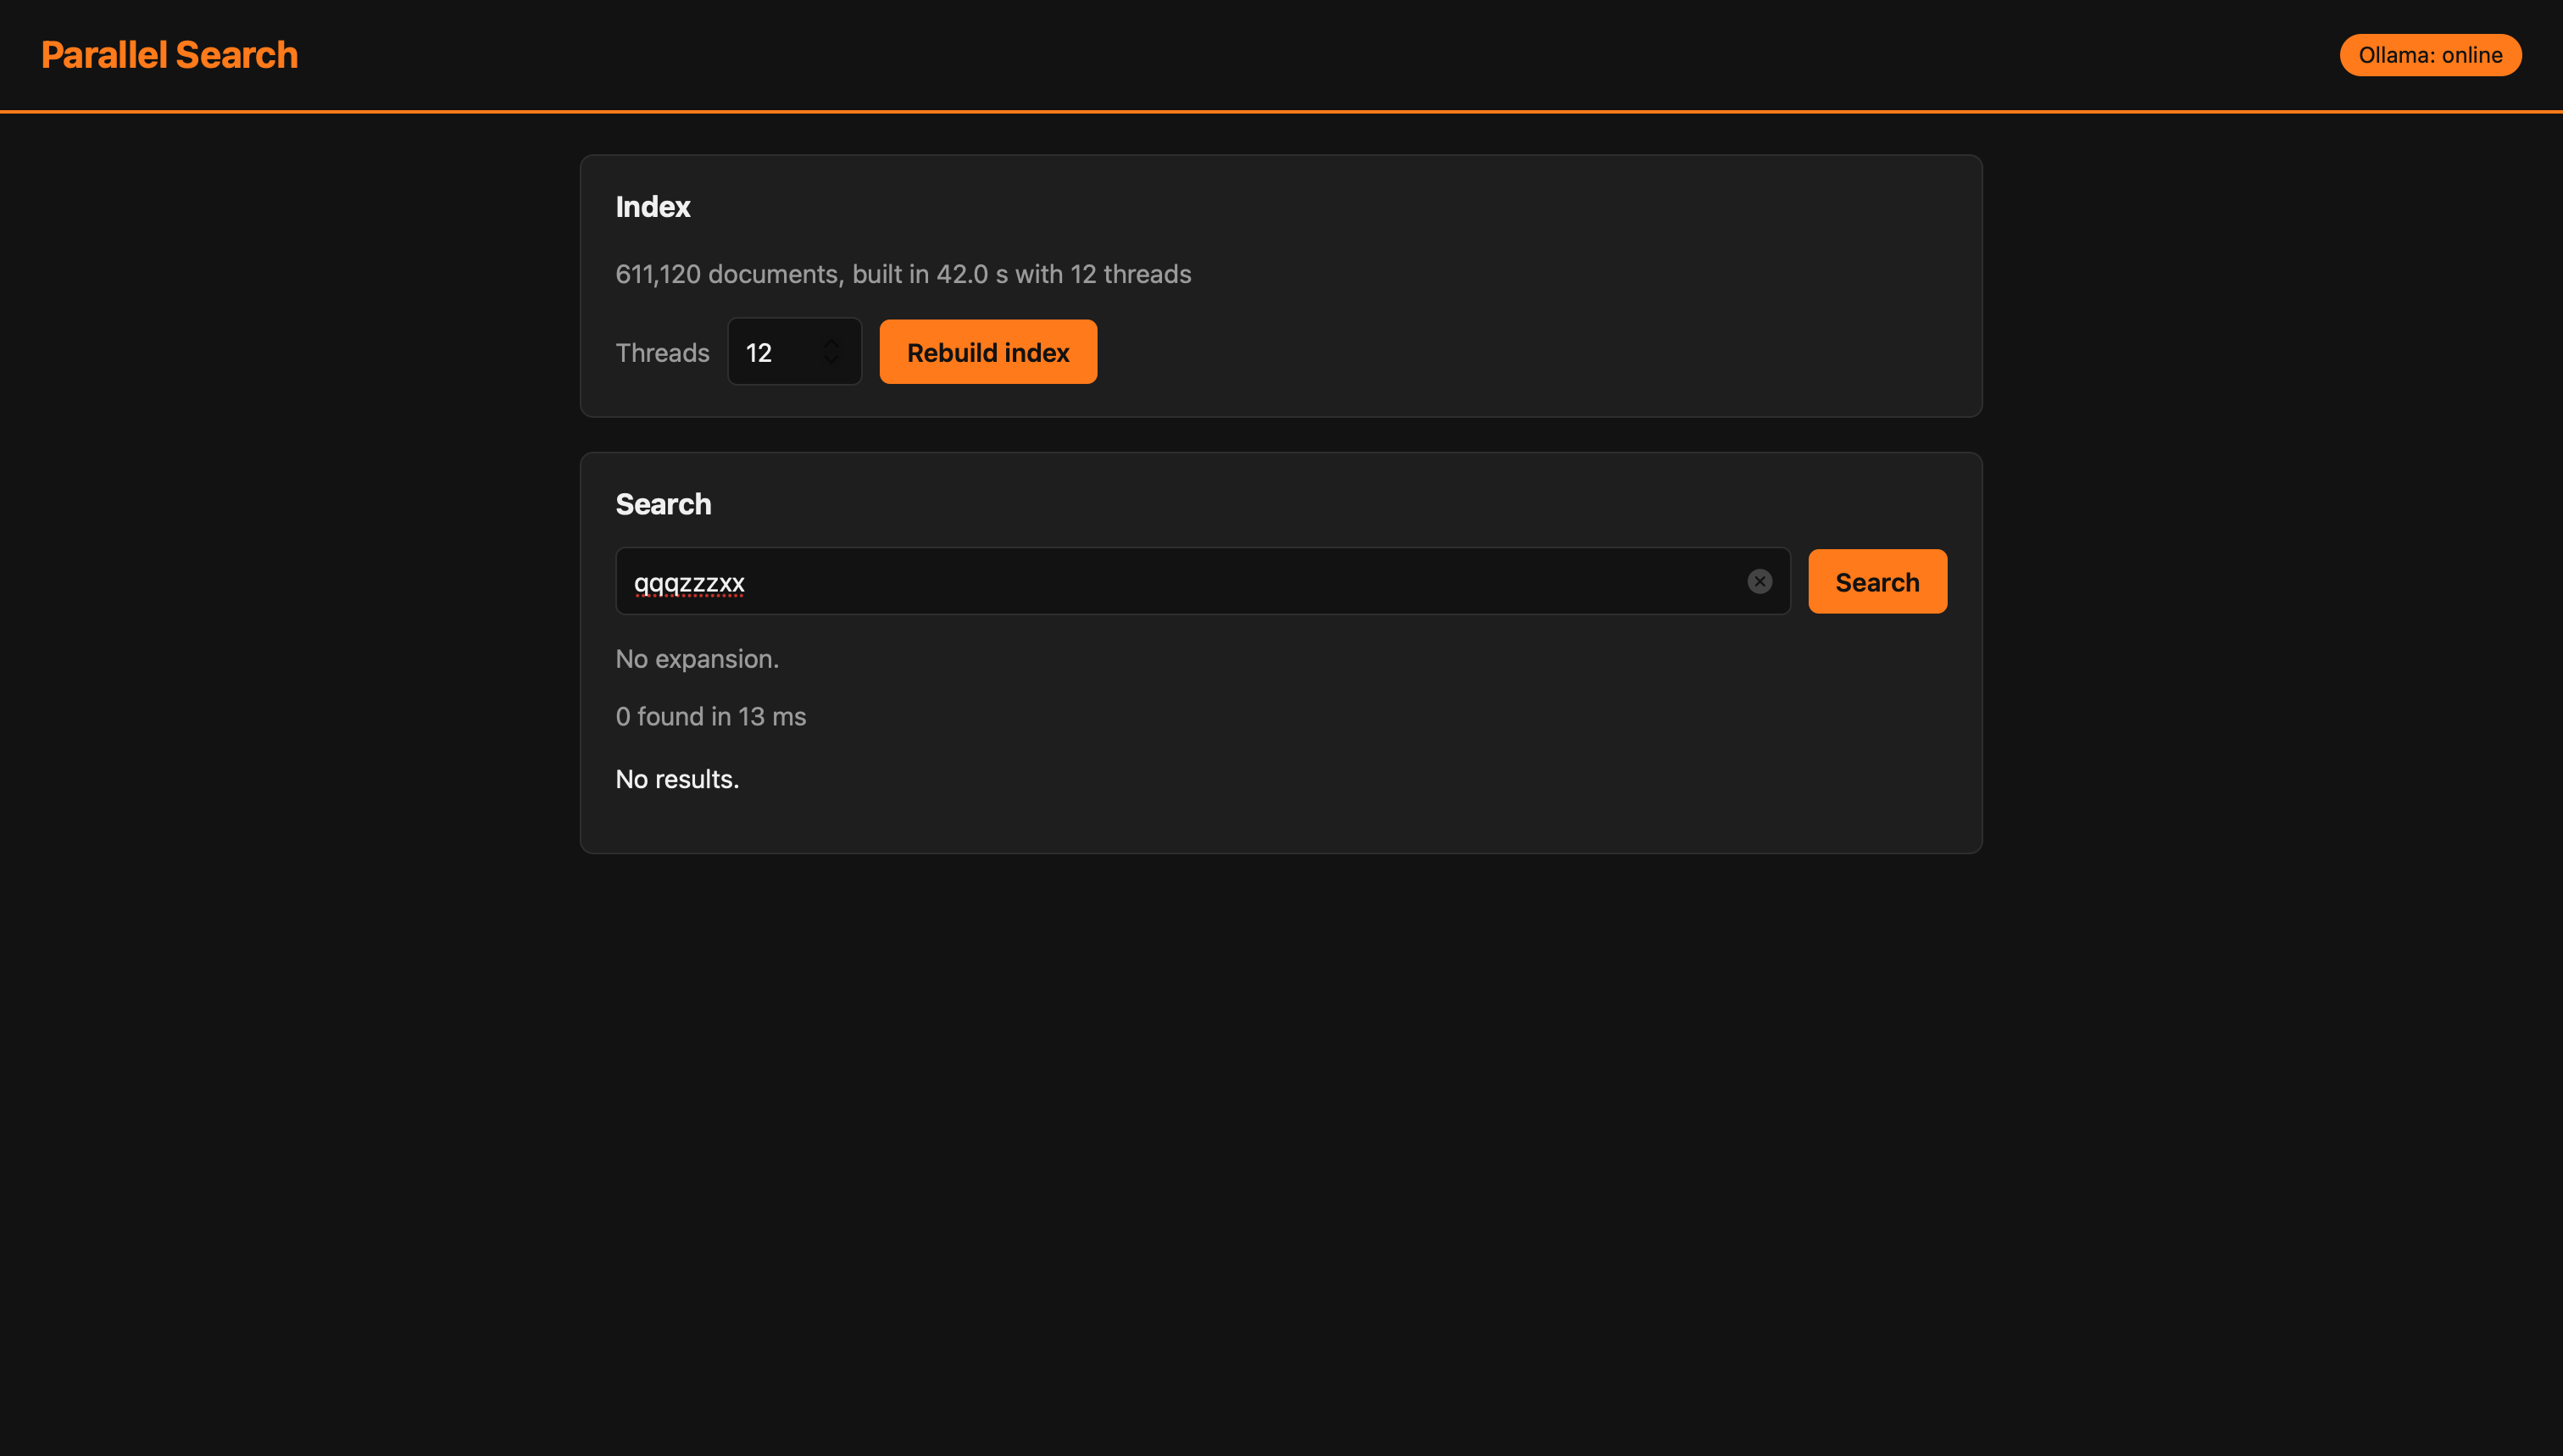 Parallel Search
Ollama: online
Index
611,120 documents, built in 42.0 s with 12 threads
Threads 12 Rebuild index
Search
qqqzzzxx Search
No expansion.
0 found in 13 ms
No results.